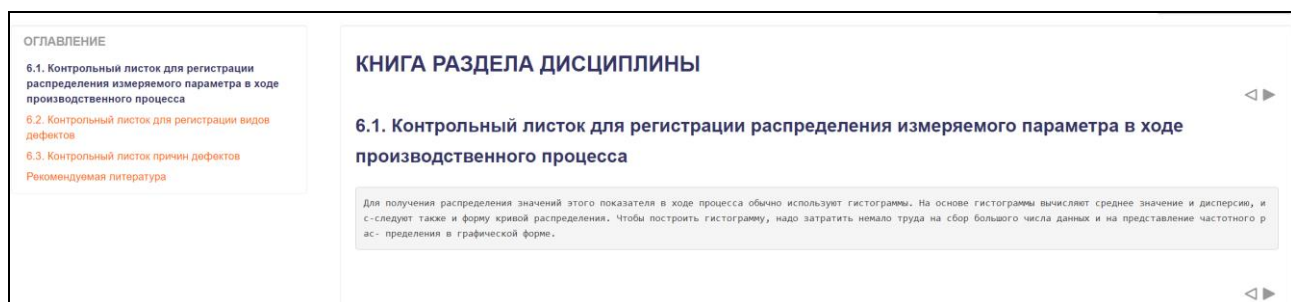 ОГЛАВЛЕНИЕ
6.1. Контрольный листок для регистрации
распределения измеряемого параметра в ходе
производственного процесса
6.2. Контрольный листок для регистрации видов
дефектов
6.3. Контрольный листок причин дефектов
Рекомендуемая литература
КНИГА РАЗДЕЛА ДИСЦИПЛИНЫ
6.1. Контрольный листок для регистрации распределения измеряемого параметра в ходе
производственного процесса
Для получения распределения значений этого показателя в ходе процесса обычно используют гистограммы. На основе гистограммы вычисляют среднее значение и дисперсию, и
с-следуют также и форму кривой распределения. Чтобы построить гистограмму, надо затратить немало труда на сбор большого числа данных и на представление частотного р
ас- пределения в графической форме.